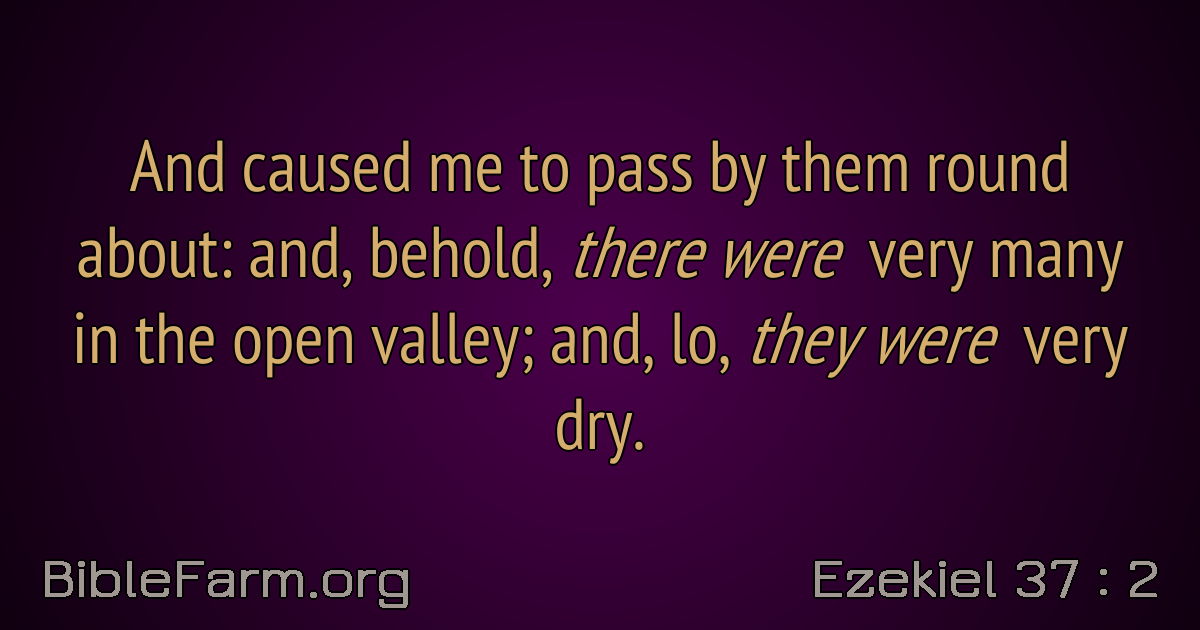 And caused me to pass by them round
about: and, behold, there were very many
in the open valley; and, lo, they were very
dry.
BibleFarm.org
Ezekiel 37 : 2